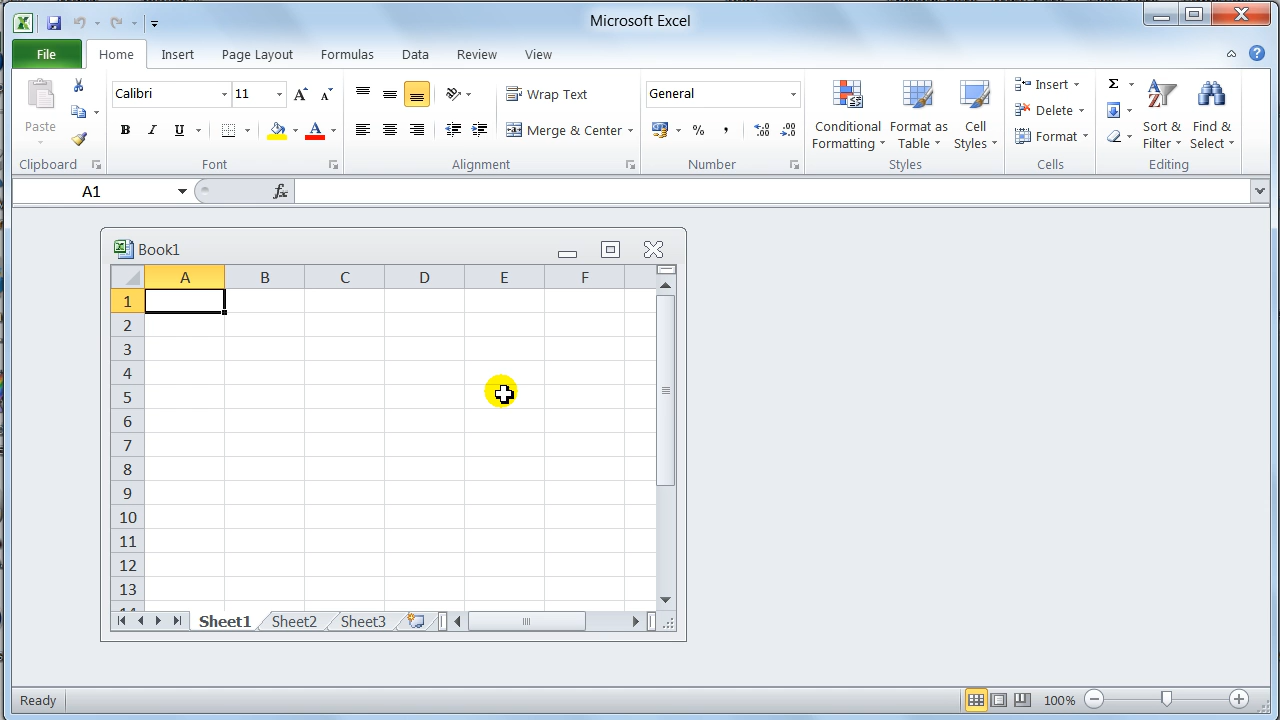 Microsoft Excel
File Home Insert Page Layout Formulas Data Review View
Calibri 11 Wrap Text General Insert
Paste Conditional Format as Cell Delete Sort & Find &
B I U Merge & Center % , Formatting Table Styles Format Filter Select
Clipboard Font Alignment Number Styles Cells Editing
A1 fx
Book1
A B C D E F
1
2
3
4
5
6
7
8
9
10
11
12
13
Sheet1 Sheet2 Sheet3
Ready 100%